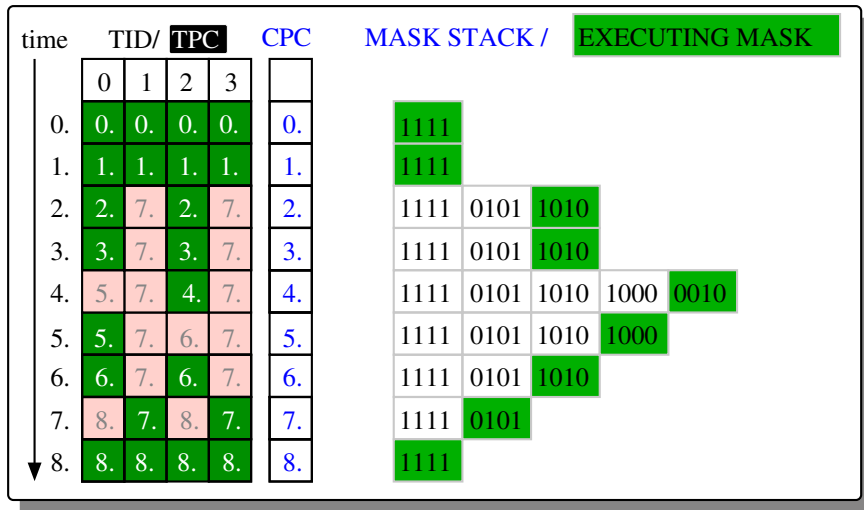 time TID/ TPC CPC MASK STACK / EXECUTING MASK
0 1 2 3
0. 0. 0. 0. 0. 0. 1111
1. 1. 1. 1. 1. 1. 1111
2. 2. 7. 2. 7. 2. 1111 0101 1010
3. 3. 7. 3. 7. 3. 1111 0101 1010
4. 5. 7. 4. 7. 4. 1111 0101 1010 1000 0010
5. 5. 7. 6. 7. 5. 1111 0101 1010 1000
6. 6. 7. 6. 7. 6. 1111 0101 1010
7. 8. 7. 8. 7. 7. 1111 0101
8. 8. 8. 8. 8. 8. 1111